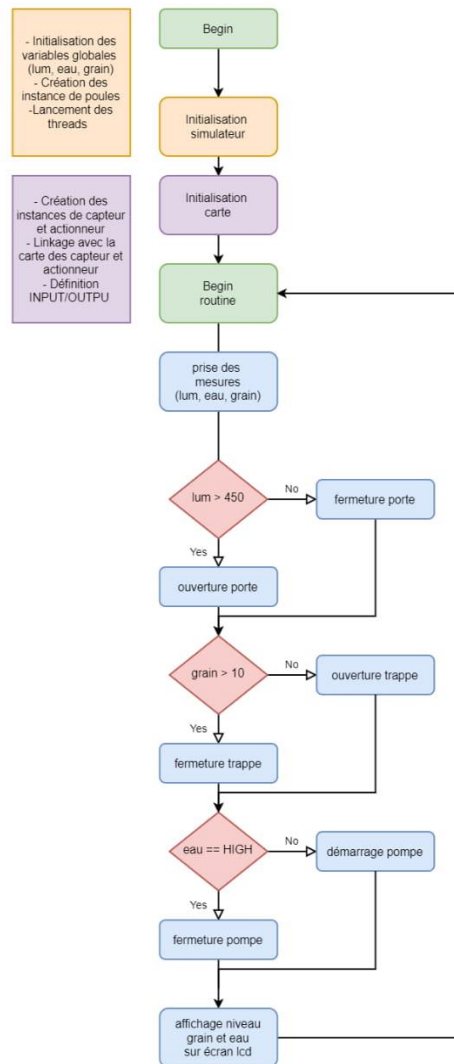 - Initialisation des
variables globales
(lum, eau, grain)
- Création des
instance de poules
-Lancement des
threads
Begin
Initialisation
simulateur
- Création des
instances de capteur
et actionneur
- Linkage avec la
carte des capteur et
actionneur
- Définition
INPUT/OUTPU
Initialisation
carte
Begin
routine
prise des
mesures
(lum, eau, grain)
lum > 450
No
fermeture porte
Yes
ouverture porte
grain > 10
No
ouverture trappe
Yes
fermeture trappe
eau == HIGH
No
démarrage pompe
Yes
fermeture pompe
affichage niveau
grain et eau
sur écran lcd